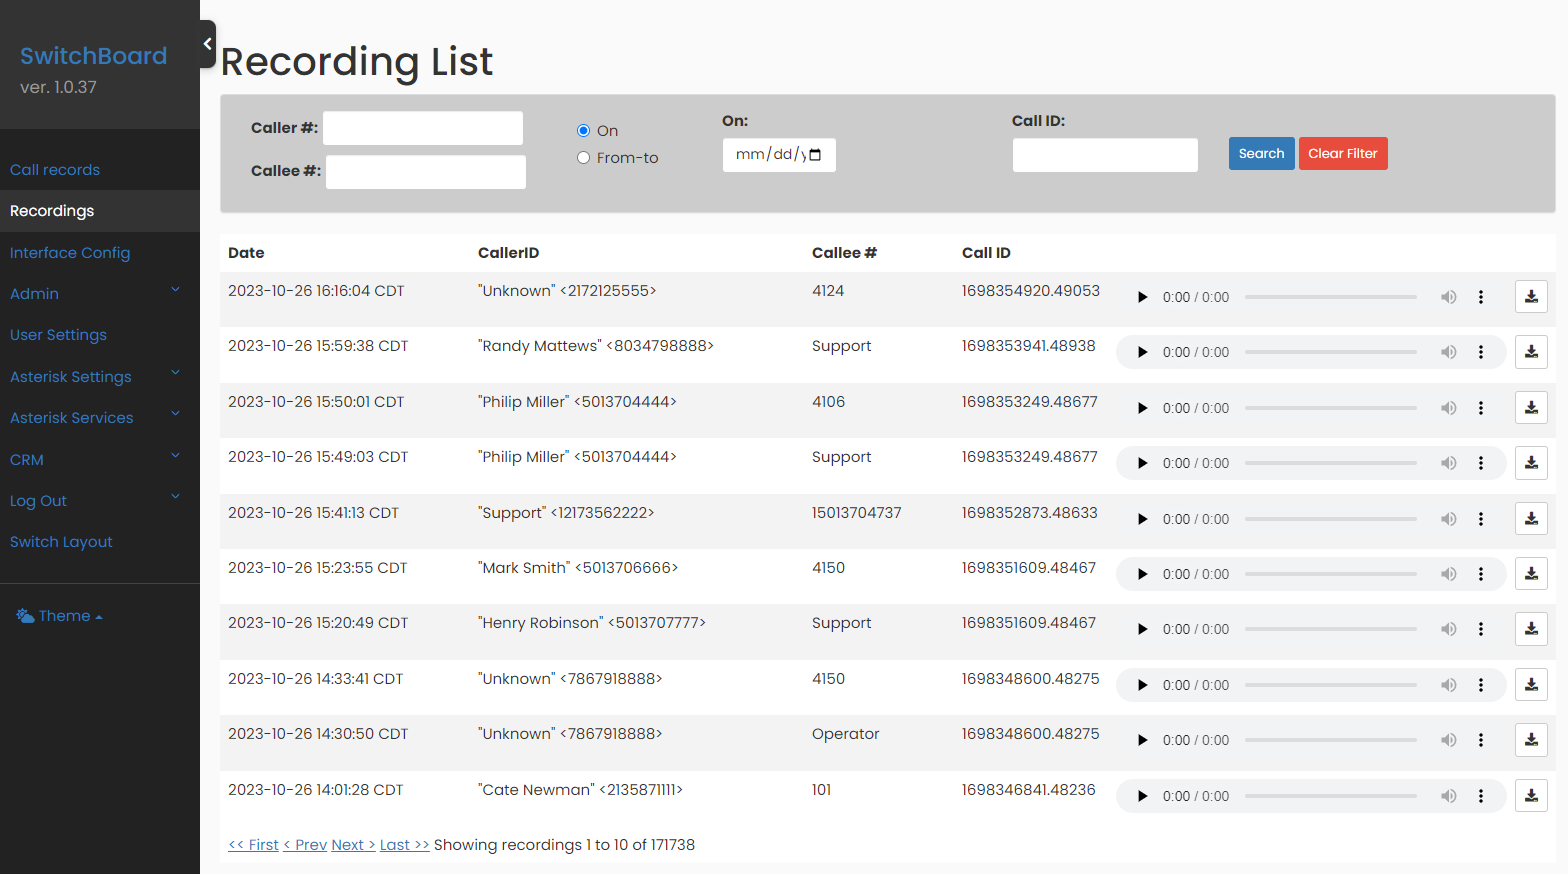 SwitchBoard
ver. 1.0.37
Call records
Recordings
Interface Config
Admin
User Settings
Asterisk Settings
Asterisk Services
CRM
Log Out
Switch Layout
Theme
Recording List
Caller #:
Callee #:
On
From-to
On:
mm/dd/y
Call ID:
Search Clear Filter
Date CallerID Callee # Call ID
2023-10-26 16:16:04 CDT "Unknown" <2172125555> 4124 1698354920.49053 0:00 / 0:00
2023-10-26 15:59:38 CDT "Randy Mattews" <8034798888> Support 1698353941.48938 0:00 / 0:00
2023-10-26 15:50:01 CDT "Philip Miller" <5013704444> 4106 1698353249.48677 0:00 / 0:00
2023-10-26 15:49:03 CDT "Philip Miller" <5013704444> Support 1698353249.48677 0:00 / 0:00
2023-10-26 15:41:13 CDT "Support" <12173562222> 15013704737 1698352873.48633 0:00 / 0:00
2023-10-26 15:23:55 CDT "Mark Smith" <5013706666> 4150 1698351609.48467 0:00 / 0:00
2023-10-26 15:20:49 CDT "Henry Robinson" <5013707777> Support 1698351609.48467 0:00 / 0:00
2023-10-26 14:33:41 CDT "Unknown" <7867918888> 4150 1698348600.48275 0:00 / 0:00
2023-10-26 14:30:50 CDT "Unknown" <7867918888> Operator 1698348600.48275 0:00 / 0:00
2023-10-26 14:01:28 CDT "Cate Newman" <2135871111> 101 1698346841.48236 0:00 / 0:00
<< First < Prev Next > Last >> Showing recordings 1 to 10 of 171738